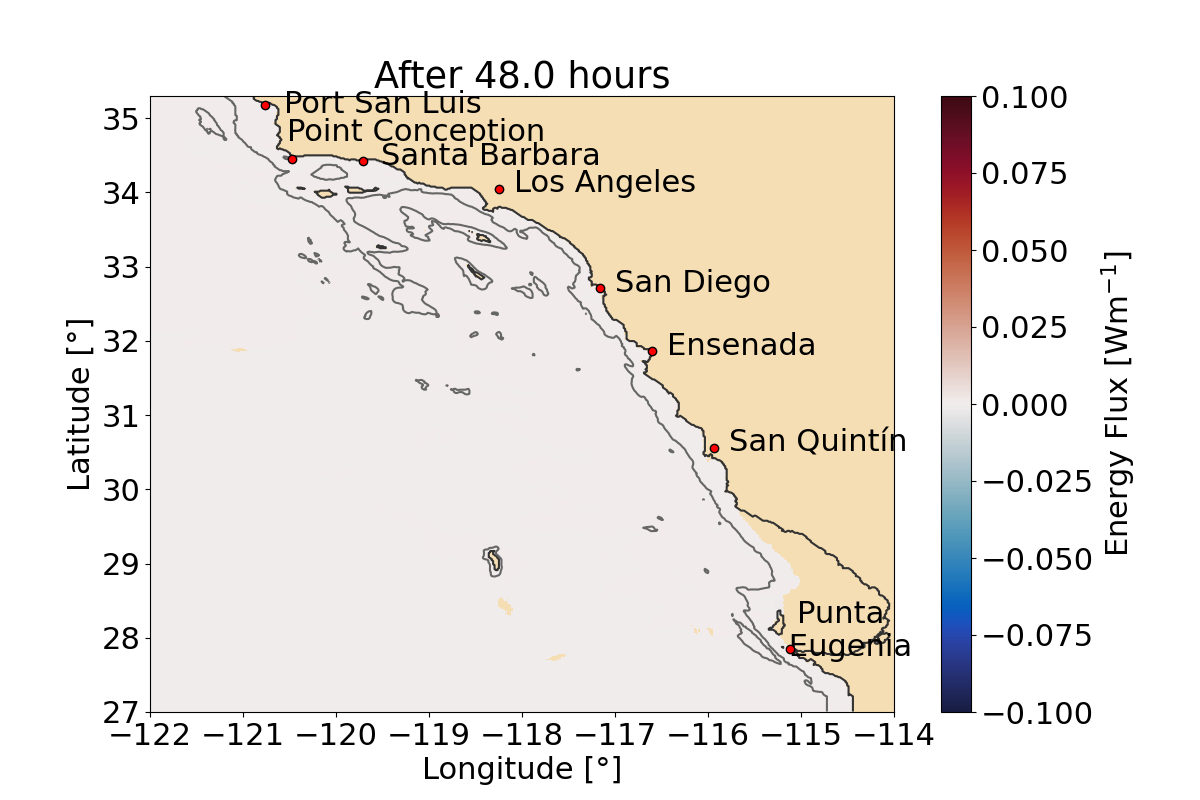 After 48.0 hours
Port San Luis
Point Conception
Santa Barbara
Los Angeles
San Diego
Ensenada
San Quintín
Punta
Eugenia
35
34
33
32
31
30
29
28
27
Latitude [°]
−122 −121 −120 −119 −118 −117 −116 −115 −114
Longitude [°]
0.100
0.075
0.050
0.025
0.000
−0.025
−0.050
−0.075
−0.100
Energy Flux [Wm⁻¹]